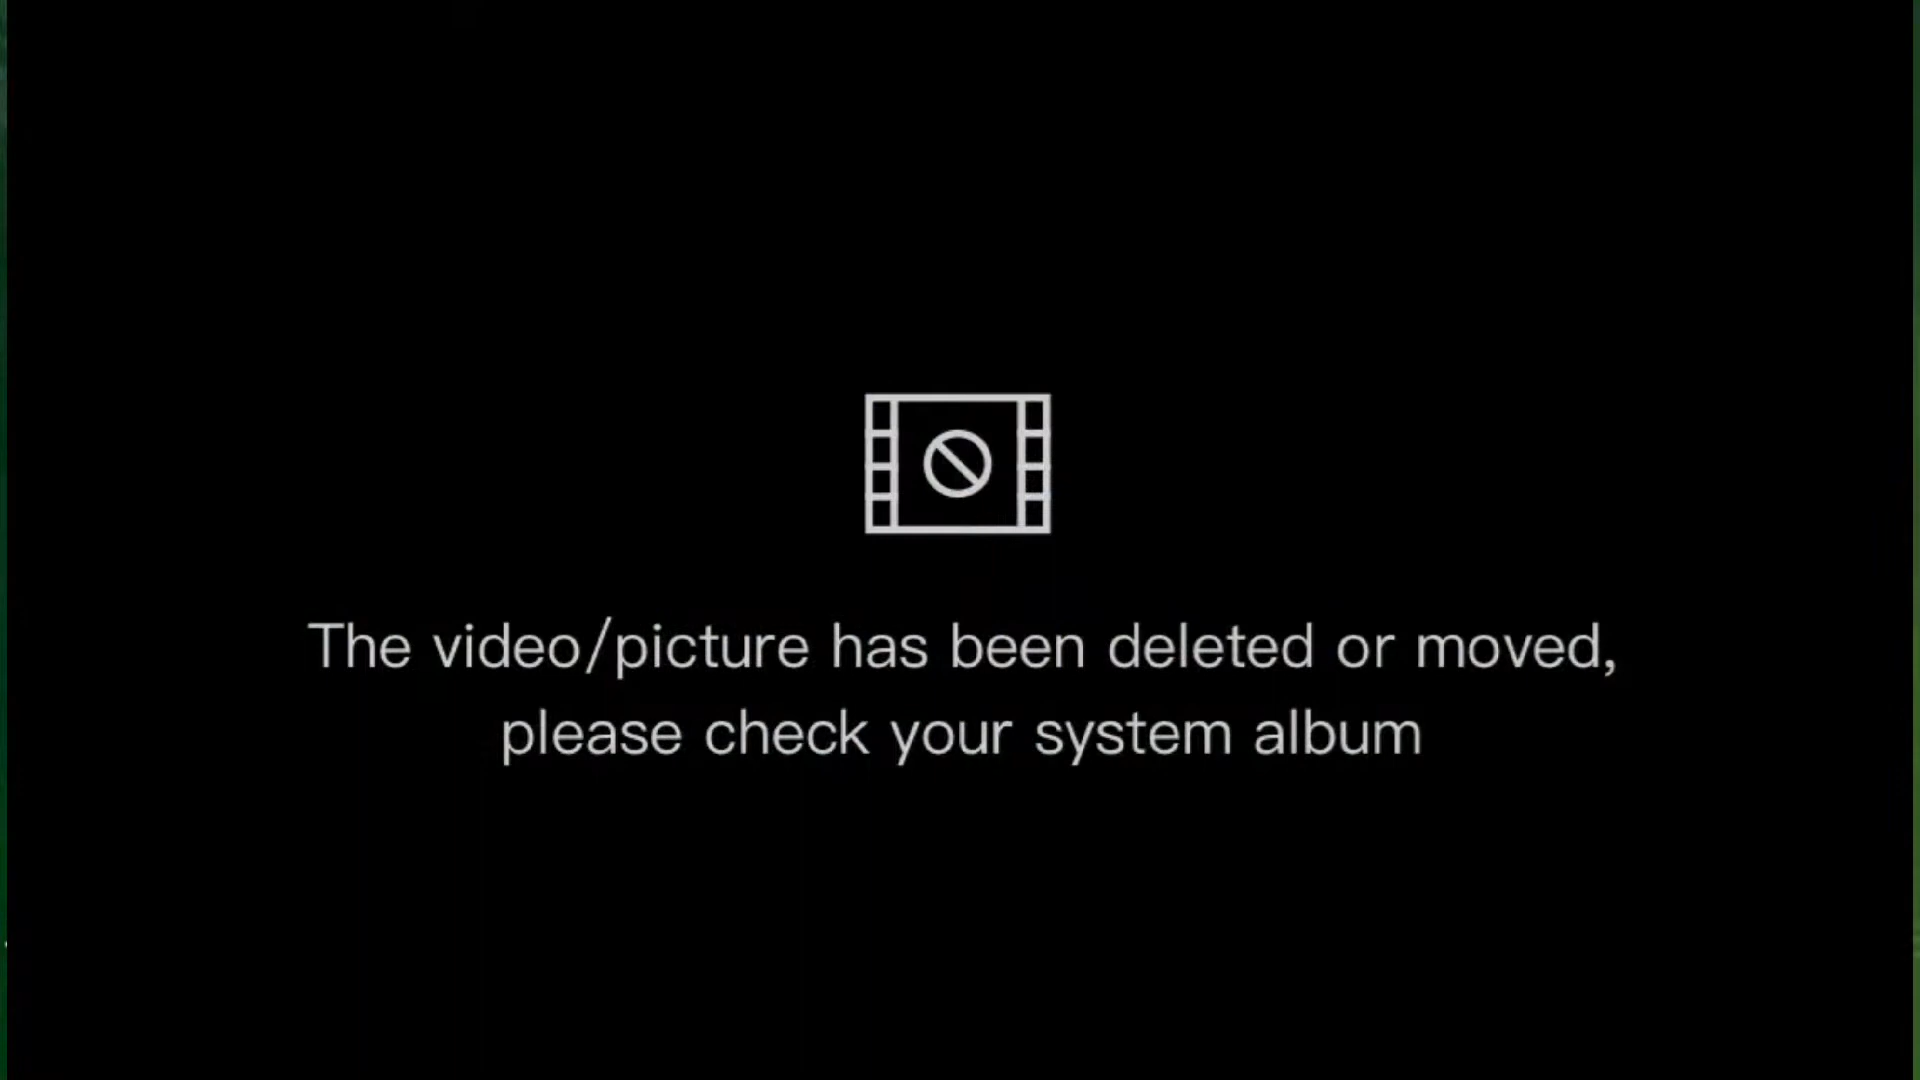 The video/picture has been deleted or moved,
please check your system album